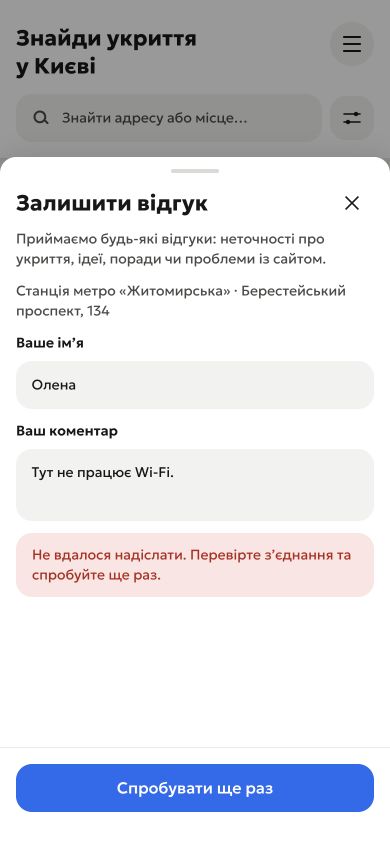 Знайди укриття
у Києві
Знайти адресу або місце…
Залишити відгук
Приймаємо будь-які відгуки: неточності про
укриття, ідеї, поради чи проблеми із сайтом.
Станція метро «Житомирська» · Берестейський
проспект, 134
Ваше ім’я
Олена
Ваш коментар
Тут не працює Wi-Fi.
Не вдалося надіслати. Перевірте з’єднання та
спробуйте ще раз.
Спробувати ще раз